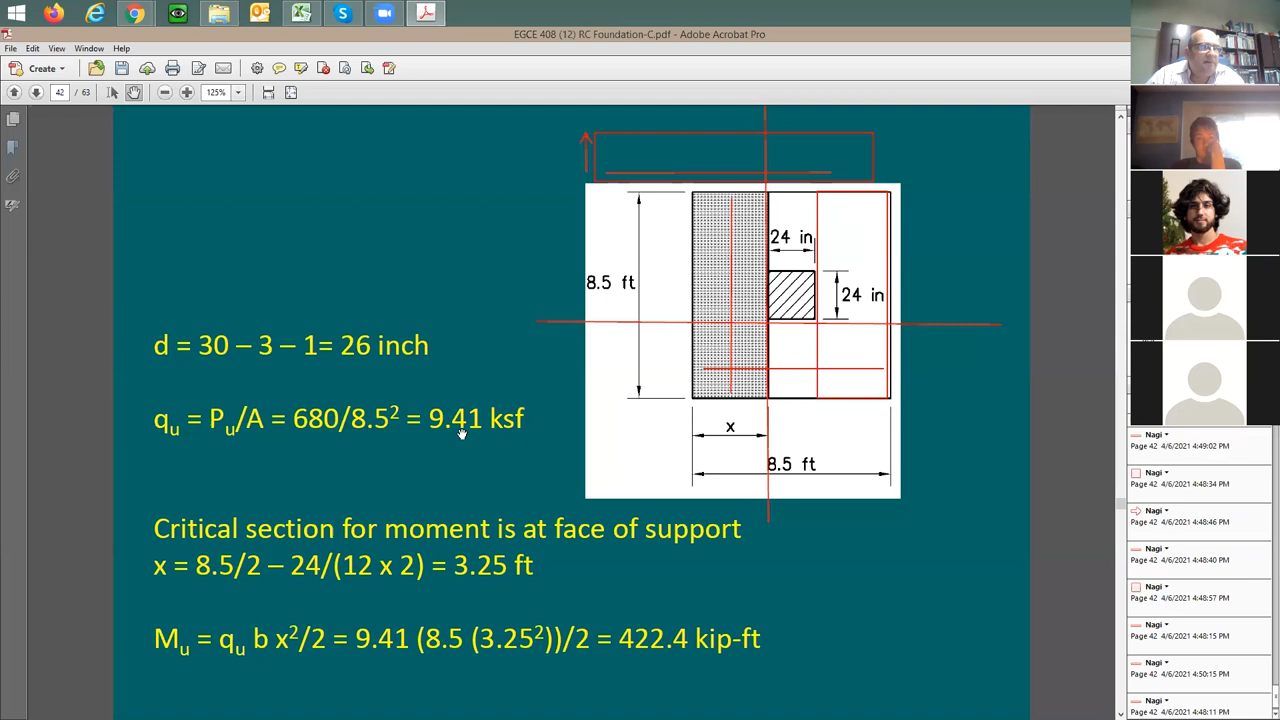 EGCE 408 (12) RC Foundation-C.pdf - Adobe Acrobat Pro
File Edit View Window Help
Create
42 / 63
125%
24 in
8.5 ft
24 in
d = 30 – 3 – 1= 26 inch
qu = Pu/A = 680/8.5² = 9.41 ksf
x
8.5 ft
Critical section for moment is at face of support
x = 8.5/2 – 24/(12 x 2) = 3.25 ft
Mu = qu b x²/2 = 9.41 (8.5 (3.25²))/2 = 422.4 kip-ft
Nagi
Page 42 4/6/2021 4:49:02 PM
Nagi
Page 42 4/6/2021 4:48:34 PM
Nagi
Page 42 4/6/2021 4:48:46 PM
Nagi
Page 42 4/6/2021 4:48:40 PM
Nagi
Page 42 4/6/2021 4:48:57 PM
Nagi
Page 42 4/6/2021 4:48:15 PM
Nagi
Page 42 4/6/2021 4:50:15 PM
Nagi
Page 42 4/6/2021 4:48:11 PM